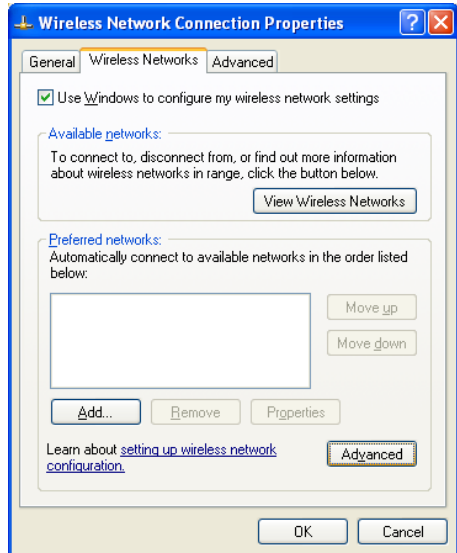 Wireless Network Connection Properties
General Wireless Networks Advanced
Use Windows to configure my wireless network settings
Available networks:
To connect to, disconnect from, or find out more information
about wireless networks in range, click the button below.
View Wireless Networks
Preferred networks:
Automatically connect to available networks in the order listed
below:
Move up
Move down
Add... Remove Properties
Learn about setting up wireless network
configuration.
Advanced
OK Cancel